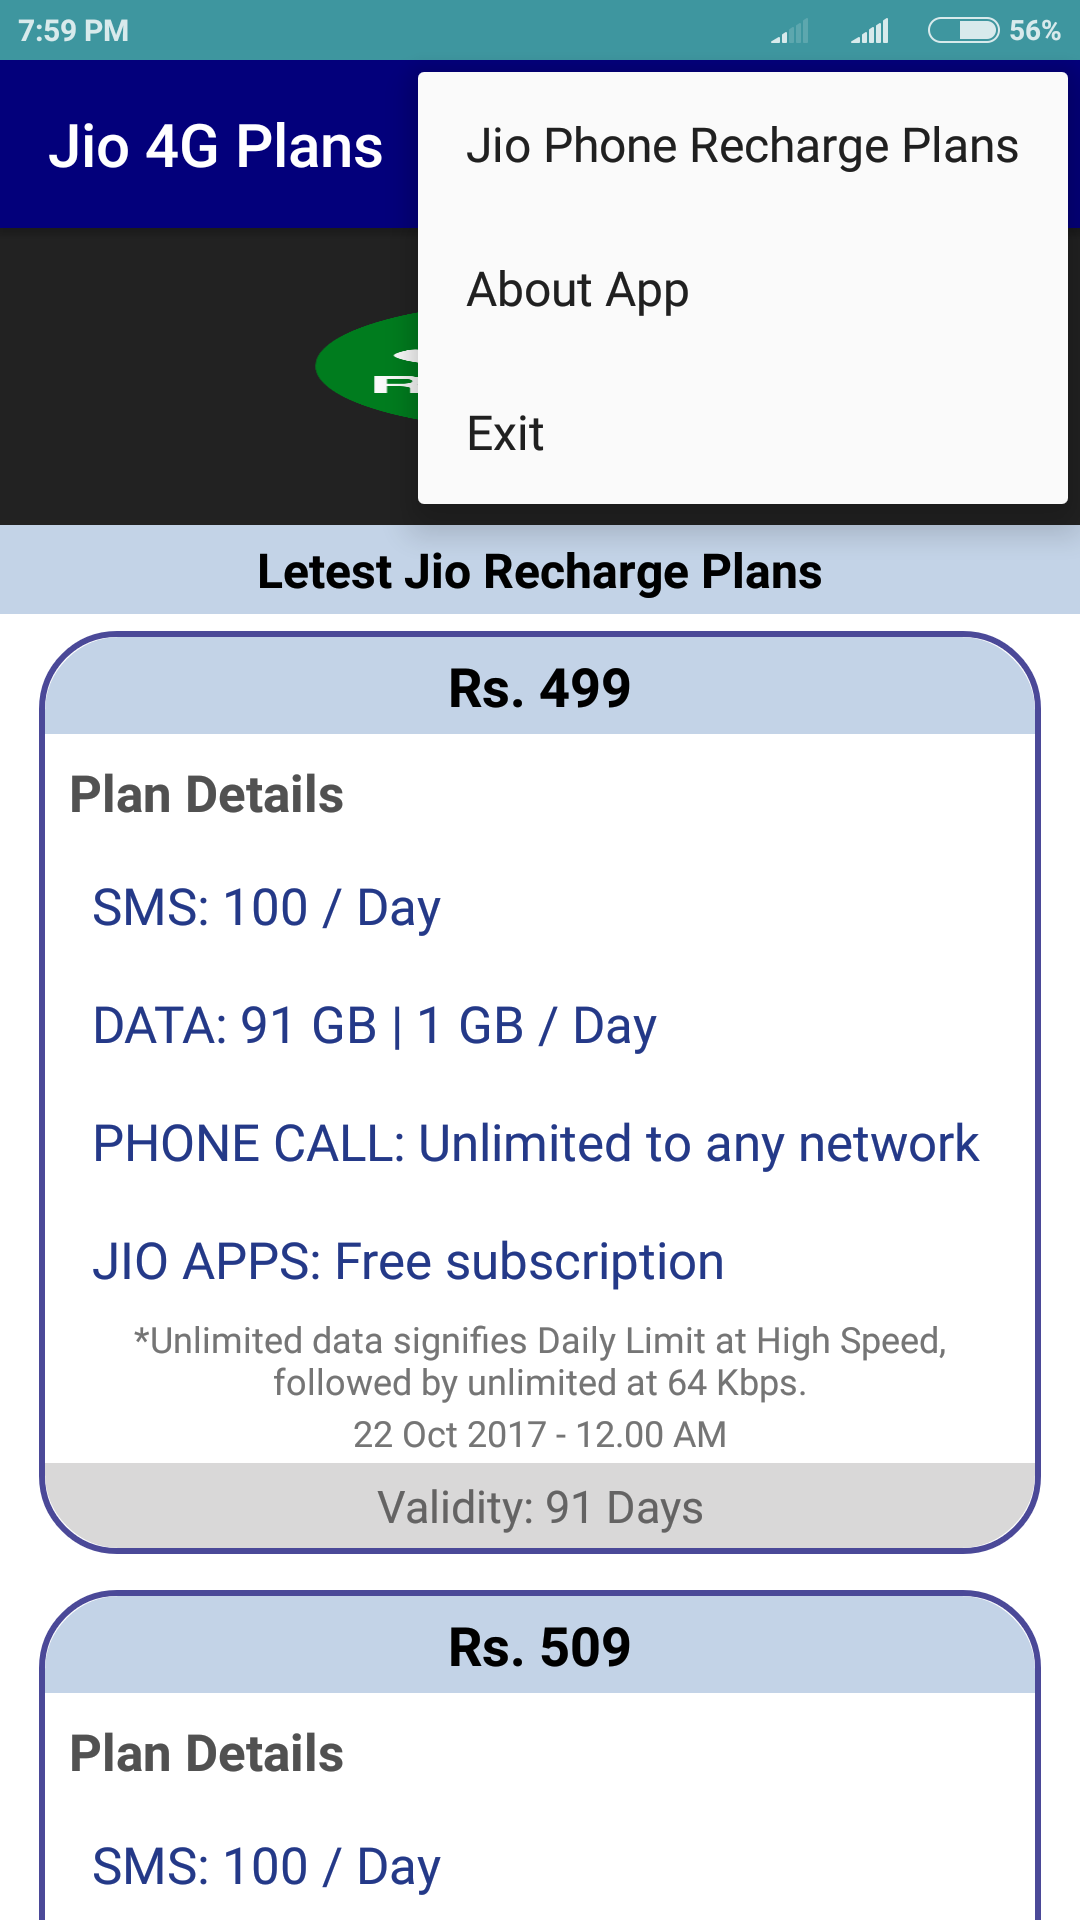 7:59 PM
56%
Jio 4G Plans
Jio Phone Recharge Plans
About App
Exit
Letest Jio Recharge Plans
Rs. 499
Plan Details
SMS: 100 / Day
DATA: 91 GB | 1 GB / Day
PHONE CALL: Unlimited to any network
JIO APPS: Free subscription
*Unlimited data signifies Daily Limit at High Speed,
followed by unlimited at 64 Kbps.
22 Oct 2017 - 12.00 AM
Validity: 91 Days
Rs. 509
Plan Details
SMS: 100 / Day